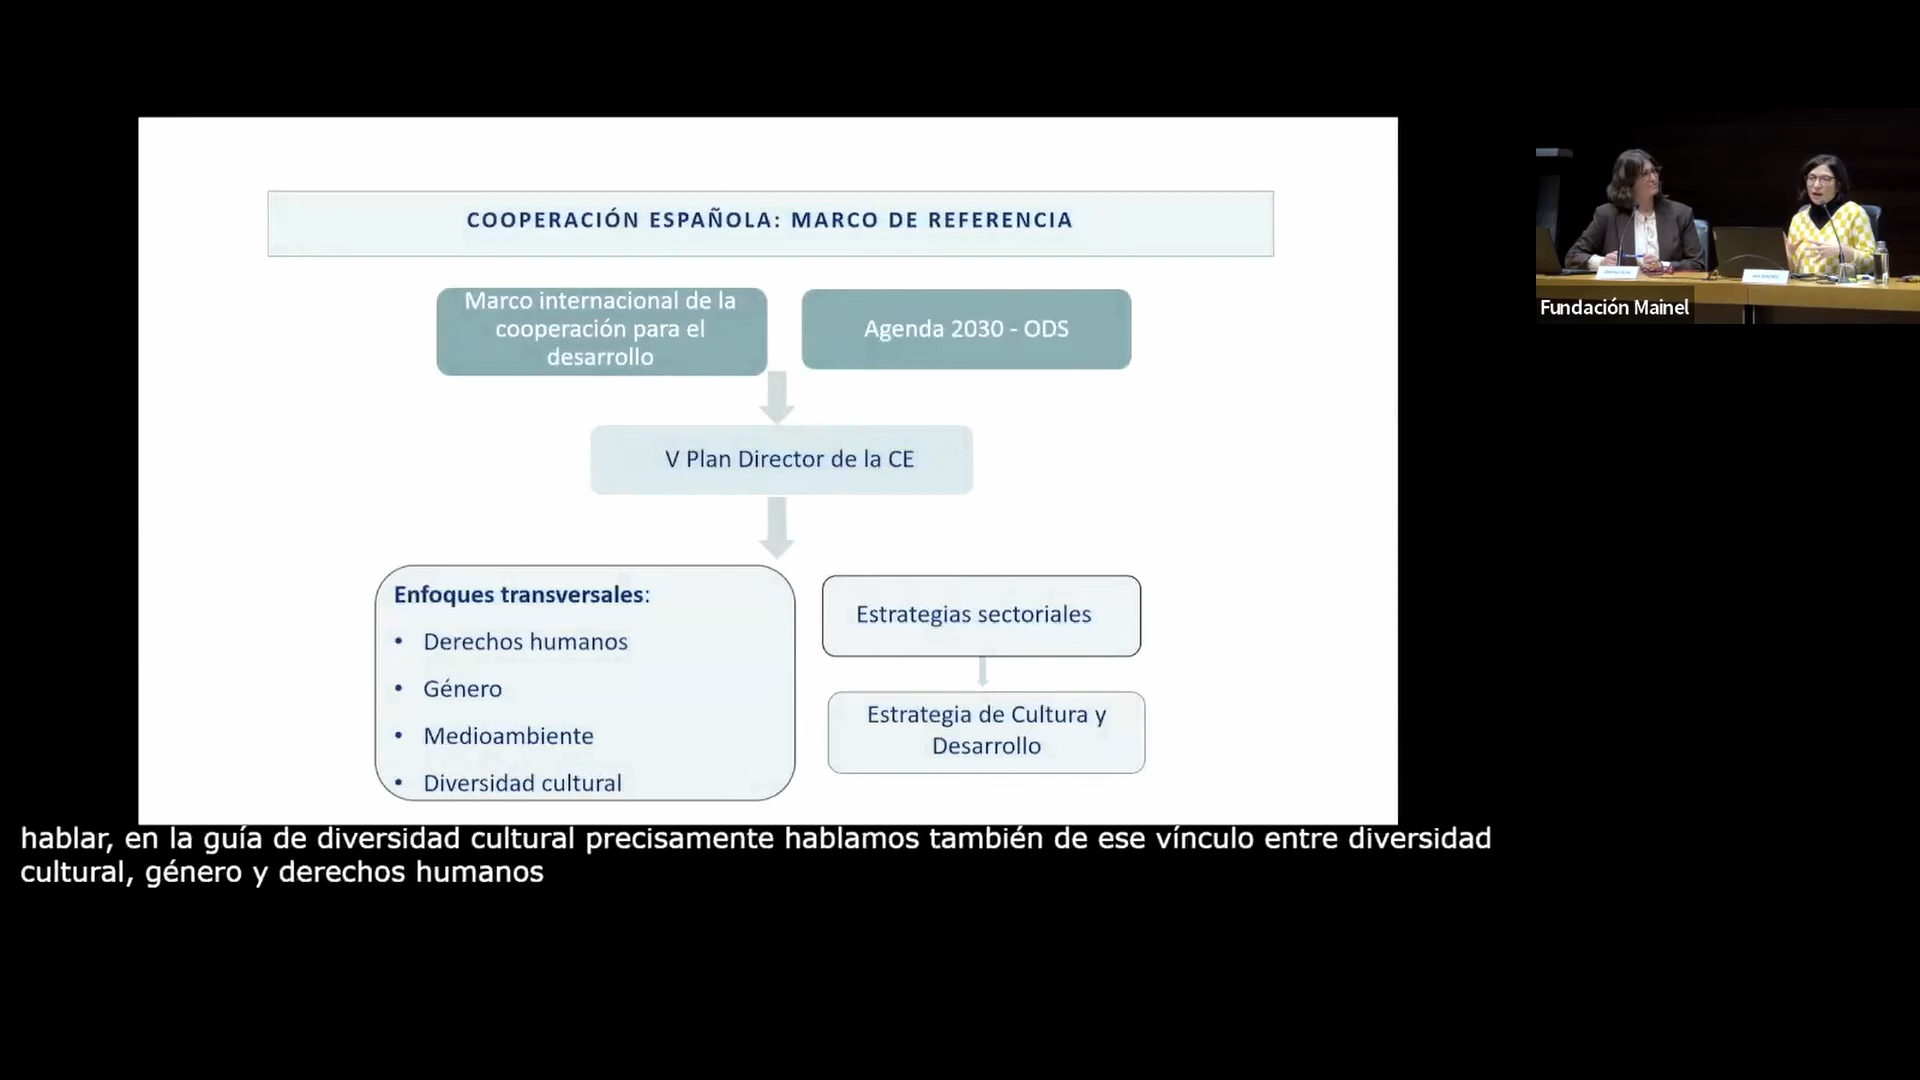 COOPERACIÓN ESPAÑOLA: MARCO DE REFERENCIA
Marco internacional de la
cooperación para el
desarrollo
Agenda 2030 - ODS
V Plan Director de la CE
Enfoques transversales:
• Derechos humanos
• Género
• Medioambiente
• Diversidad cultural
Estrategias sectoriales
Estrategia de Cultura y
Desarrollo
Fundación Mainel
hablar, en la guía de diversidad cultural precisamente hablamos también de ese vínculo entre diversidad
cultural, género y derechos humanos